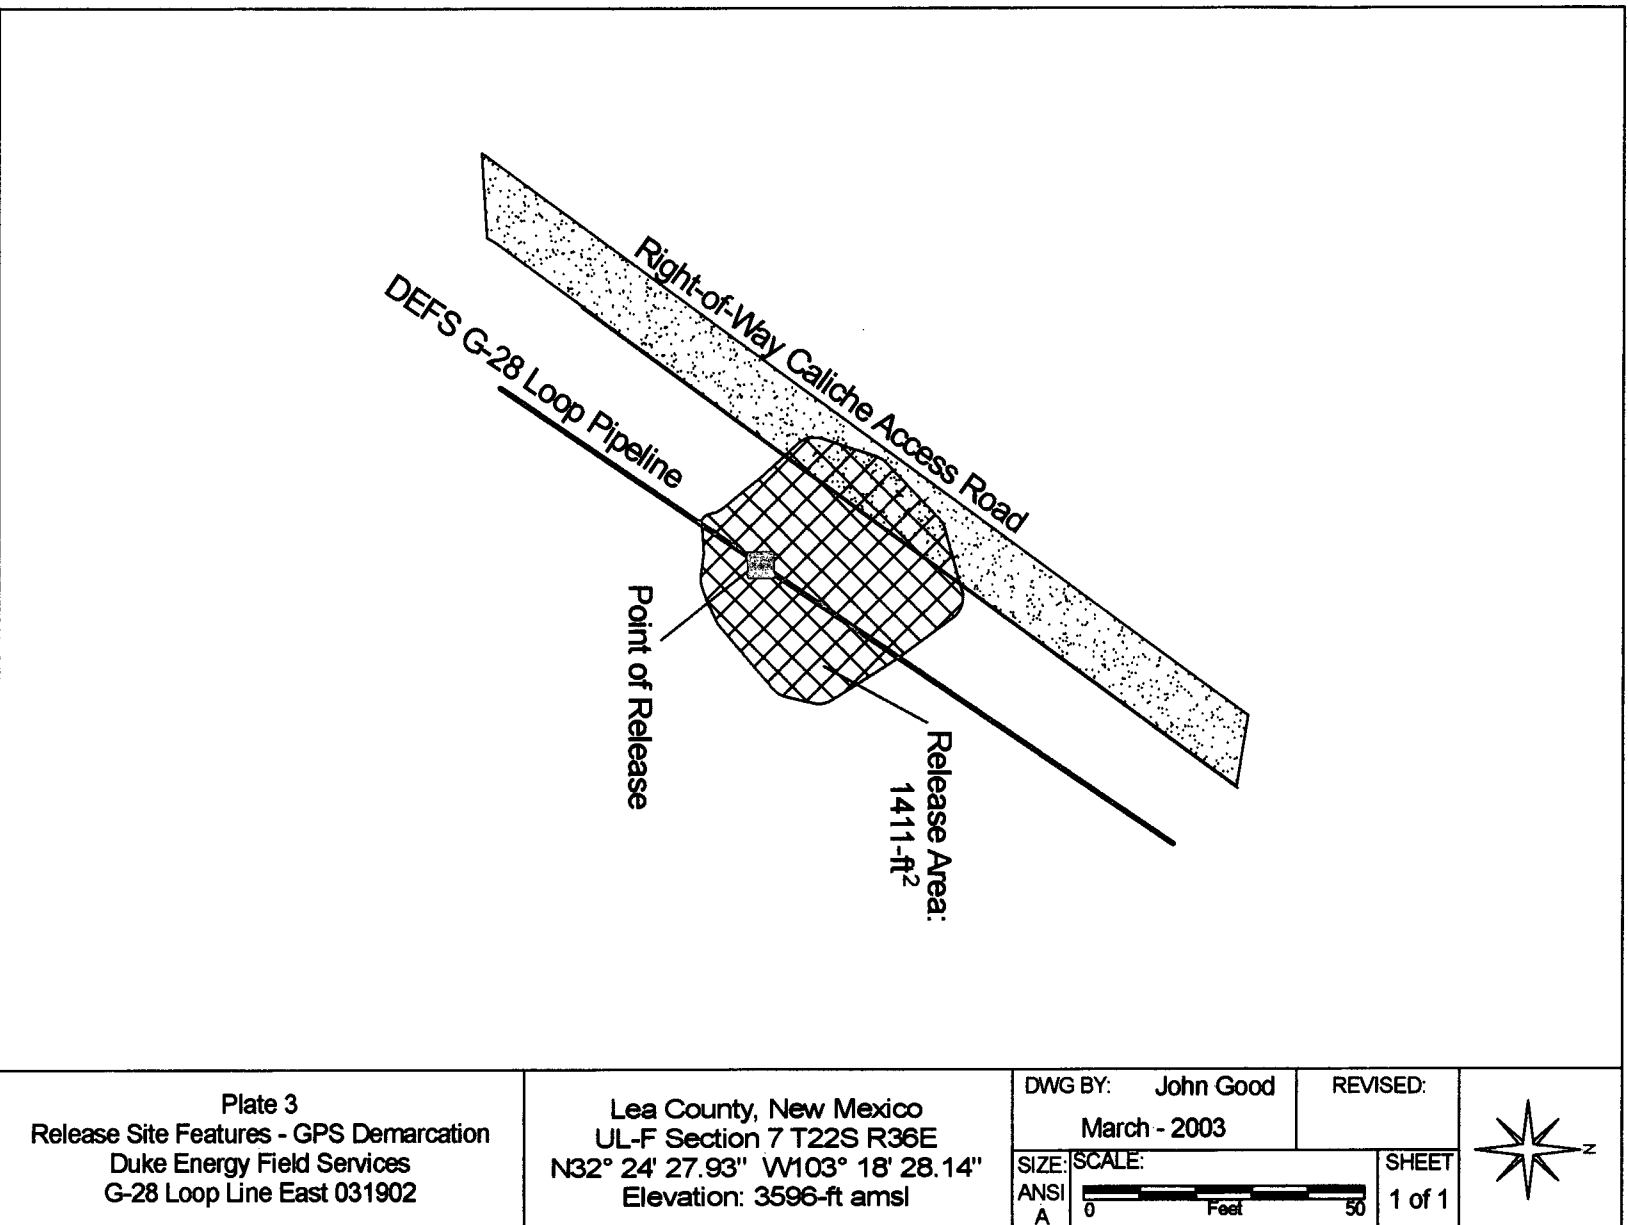 Right-of-Way Caliche Access Road
DEFS G-28 Loop Pipeline
Point of Release
Release Area:
1411-ft²
Plate 3
Release Site Features - GPS Demarcation
Duke Energy Field Services
G-28 Loop Line East 031902
Lea County, New Mexico
UL-F Section 7 T22S R36E
N32° 24' 27.93" W103° 18' 28.14"
Elevation: 3596-ft amsl
DWG BY: John Good
March - 2003
REVISED:
SIZE:
ANSI
A
SCALE:
0 Feet 50
SHEET
1 of 1
N